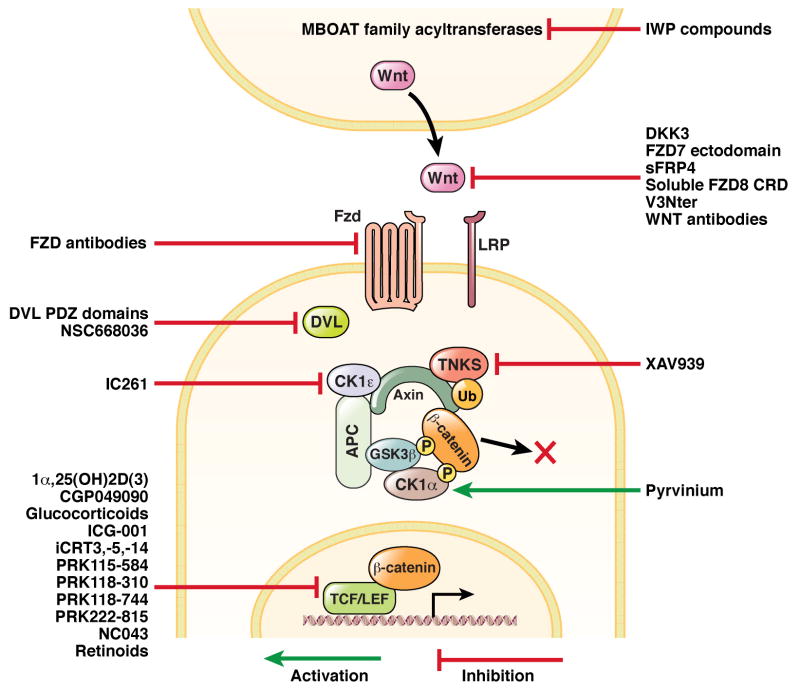 MBOAT family acyltransferases
IWP compounds
Wnt
Wnt
DKK3
FZD7 ectodomain
sFRP4
Soluble FZD8 CRD
V3Nter
WNT antibodies
Fzd
LRP
FZD antibodies
DVL PDZ domains
NSC668036
DVL
IC261
CK1ε
Axin
TNKS
Ub
XAV939
APC
GSK3β
P
β-catenin
P
CK1α
Pyrvinium
1α,25(OH)2D(3)
CGP049090
Glucocorticoids
ICG-001
iCRT3,-5,-14
PRK115-584
PRK118-310
PRK118-744
PRK222-815
NC043
Retinoids
β-catenin
TCF/LEF
Activation
Inhibition